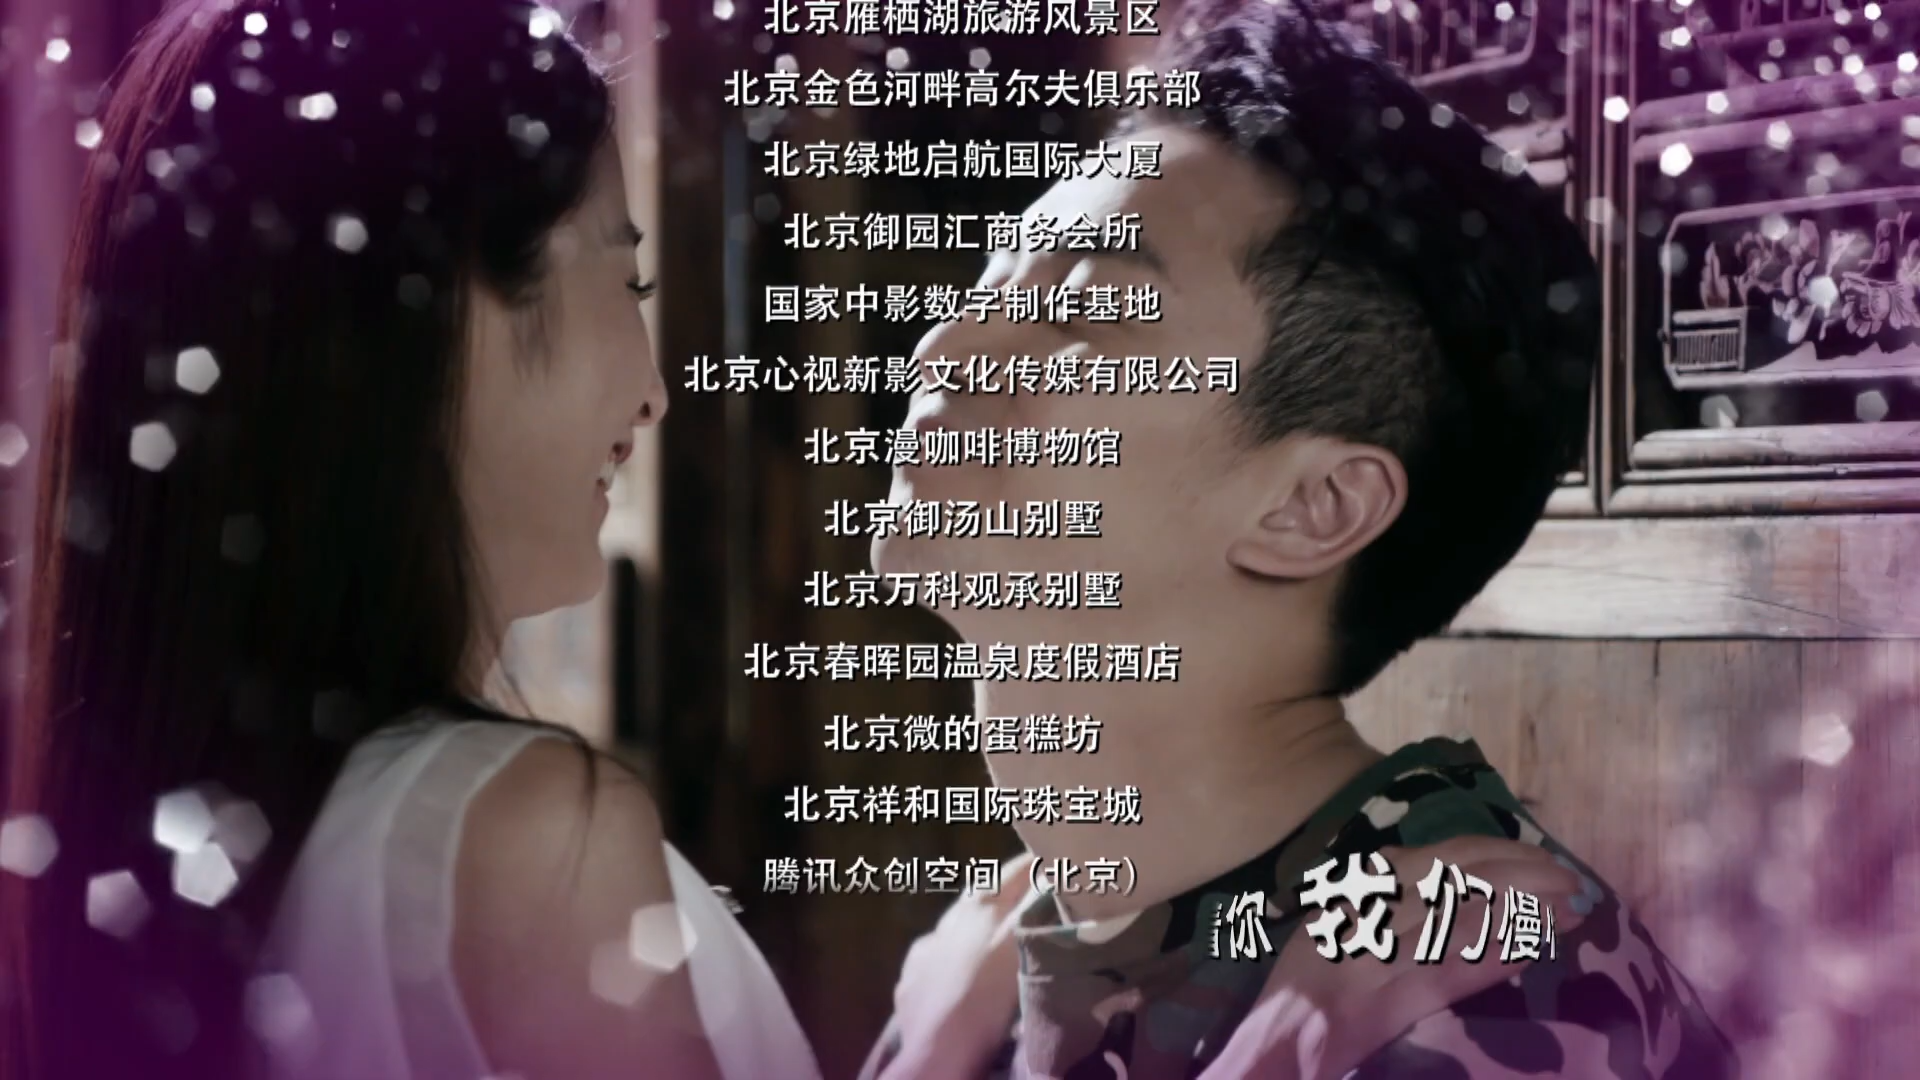 北京雁栖湖旅游风景区
北京金色河畔高尔夫俱乐部
北京绿地启航国际大厦
北京御园汇商务会所
国家中影数字制作基地
北京心视新影文化传媒有限公司
北京漫咖啡博物馆
北京御汤山别墅
北京万科观承别墅
北京春晖园温泉度假酒店
北京微的蛋糕坊
北京祥和国际珠宝城
腾讯众创空间（北京）
你 我们慢